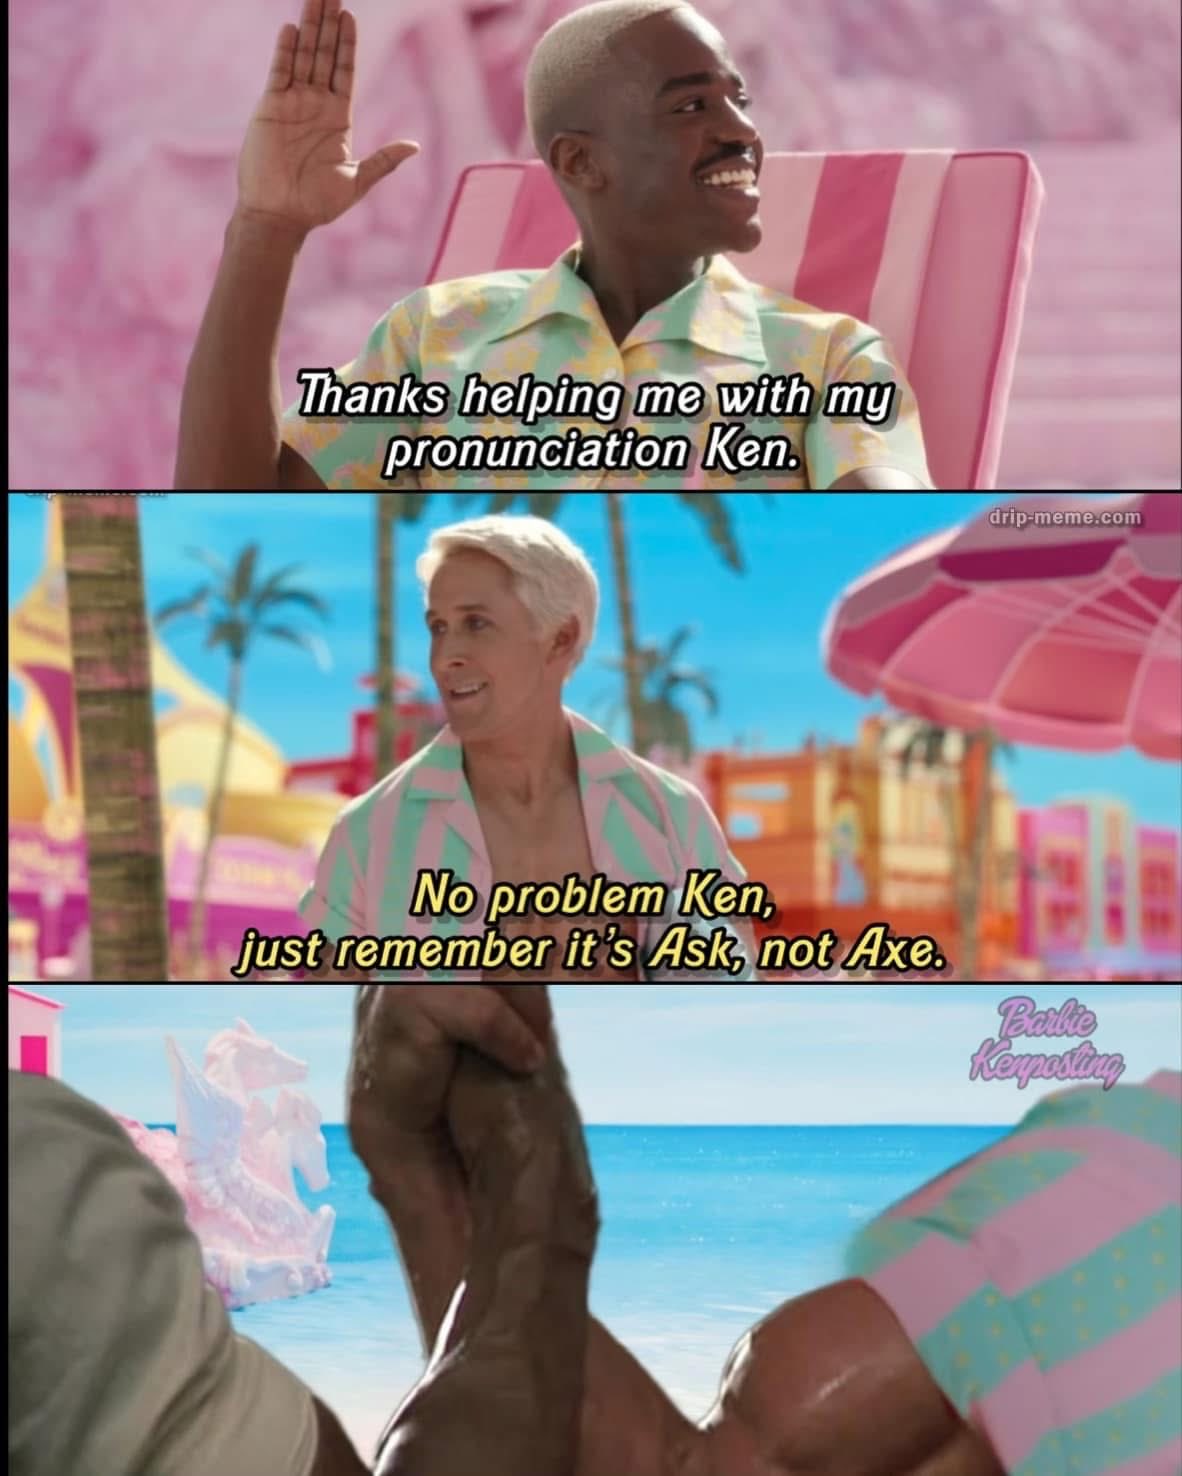 Thanks helping me with my
pronunciation Ken.
drip-meme.com
No problem Ken,
just remember it's Ask, not Axe.
Barbie
Kenposting